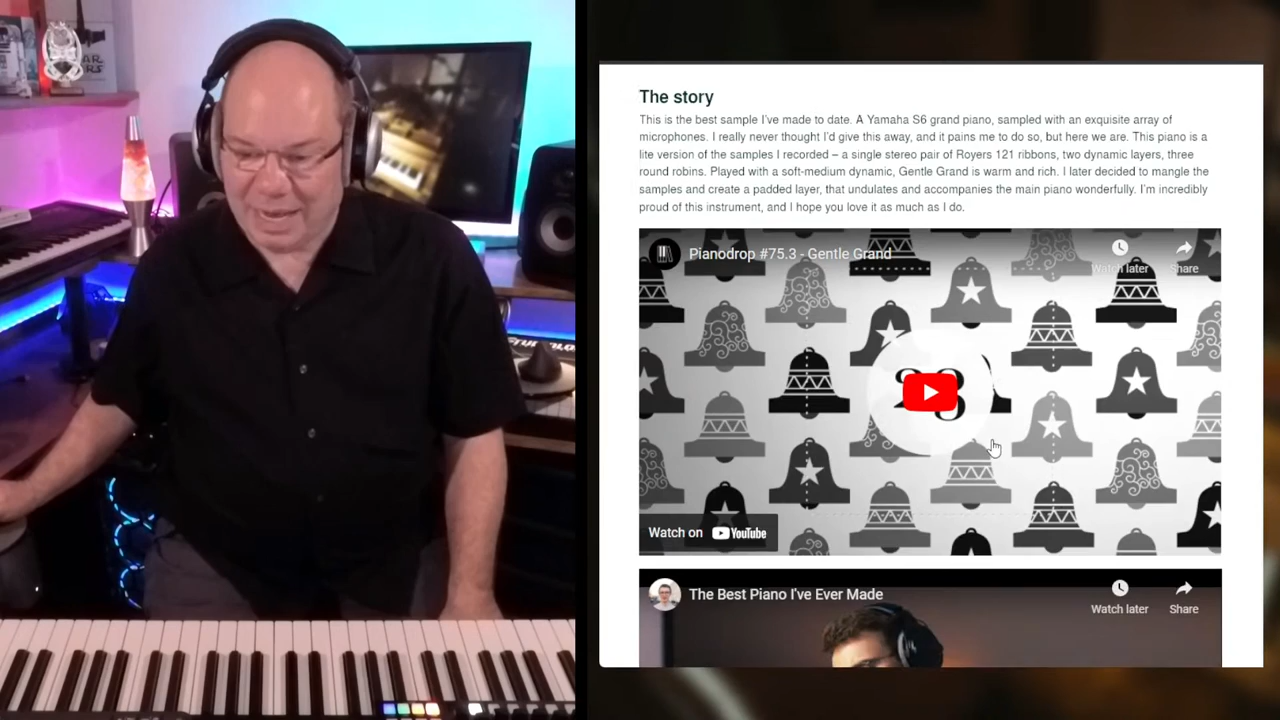 AR
RS
The story
This is the best sample I've made to date. A Yamaha S6 grand piano, sampled with an exquisite array of
microphones. I really never thought I'd give this away, and it pains me to do so, but here we are. This piano is a
lite version of the samples I recorded – a single stereo pair of Royers 121 ribbons, two dynamic layers, three
round robins. Played with a soft-medium dynamic, Gentle Grand is warm and rich. I later decided to mangle the
samples and create a padded layer, that undulates and accompanies the main piano wonderfully. I'm incredibly
proud of this instrument, and I hope you love it as much as I do.
Pianodrop #75.3 - Gentle Grand
Watch later
Share
23
Watch on YouTube
The Best Piano I've Ever Made
Watch later
Share